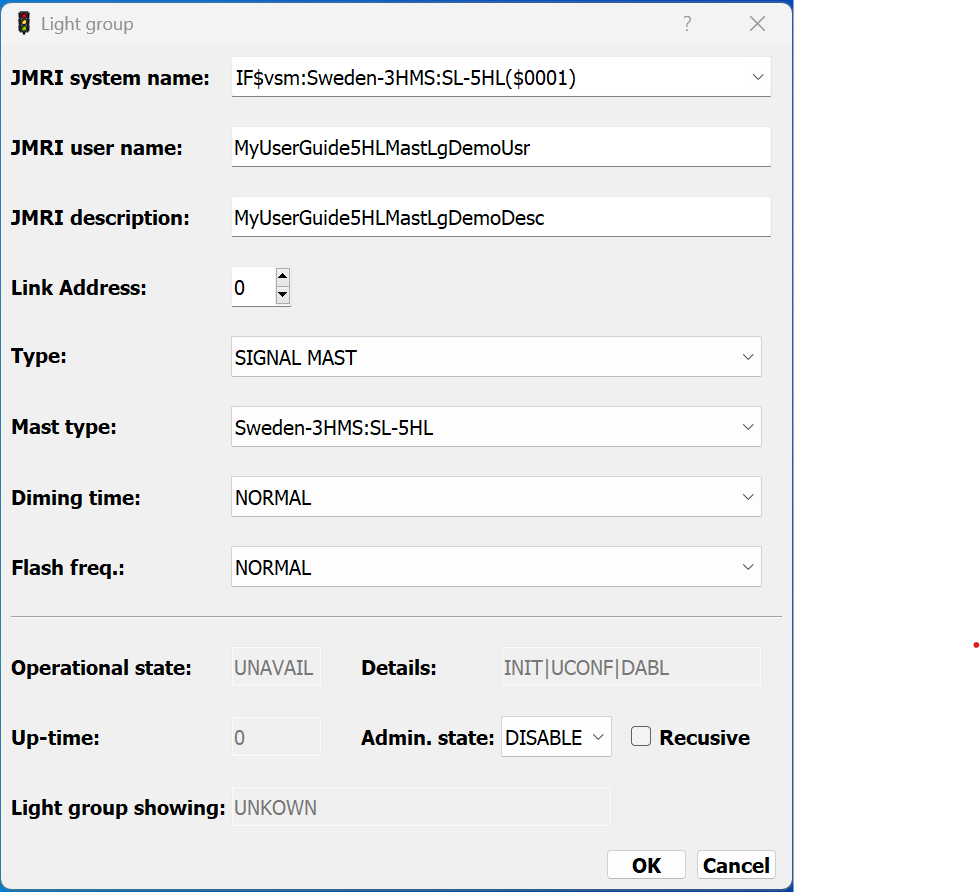 Light group ?
JMRI system name: IF$vsm:Sweden-3HMS:SL-5HL($0001)
JMRI user name: MyUserGuide5HLMastLgDemoUsr
JMRI description: MyUserGuide5HLMastLgDemoDesc
Link Address: 0
Type: SIGNAL MAST
Mast type: Sweden-3HMS:SL-5HL
Diming time: NORMAL
Flash freq.: NORMAL
Operational state: UNAVAIL Details: INIT|UCONF|DABL
Up-time: 0 Admin. state: DISABLE Recusive
Light group showing: UNKOWN
OK Cancel